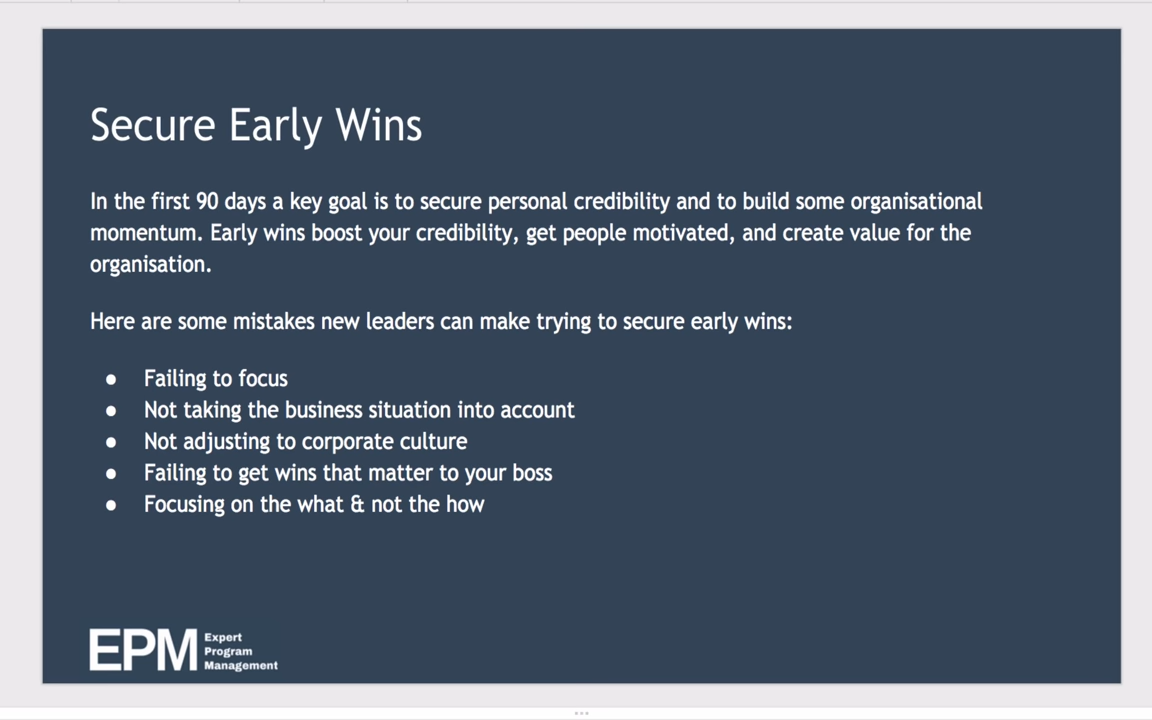 Secure Early Wins
In the first 90 days a key goal is to secure personal credibility and to build some organisational
momentum. Early wins boost your credibility, get people motivated, and create value for the
organisation.
Here are some mistakes new leaders can make trying to secure early wins:
● Failing to focus
● Not taking the business situation into account
● Not adjusting to corporate culture
● Failing to get wins that matter to your boss
● Focusing on the what & not the how
EPM Expert
Program
Management